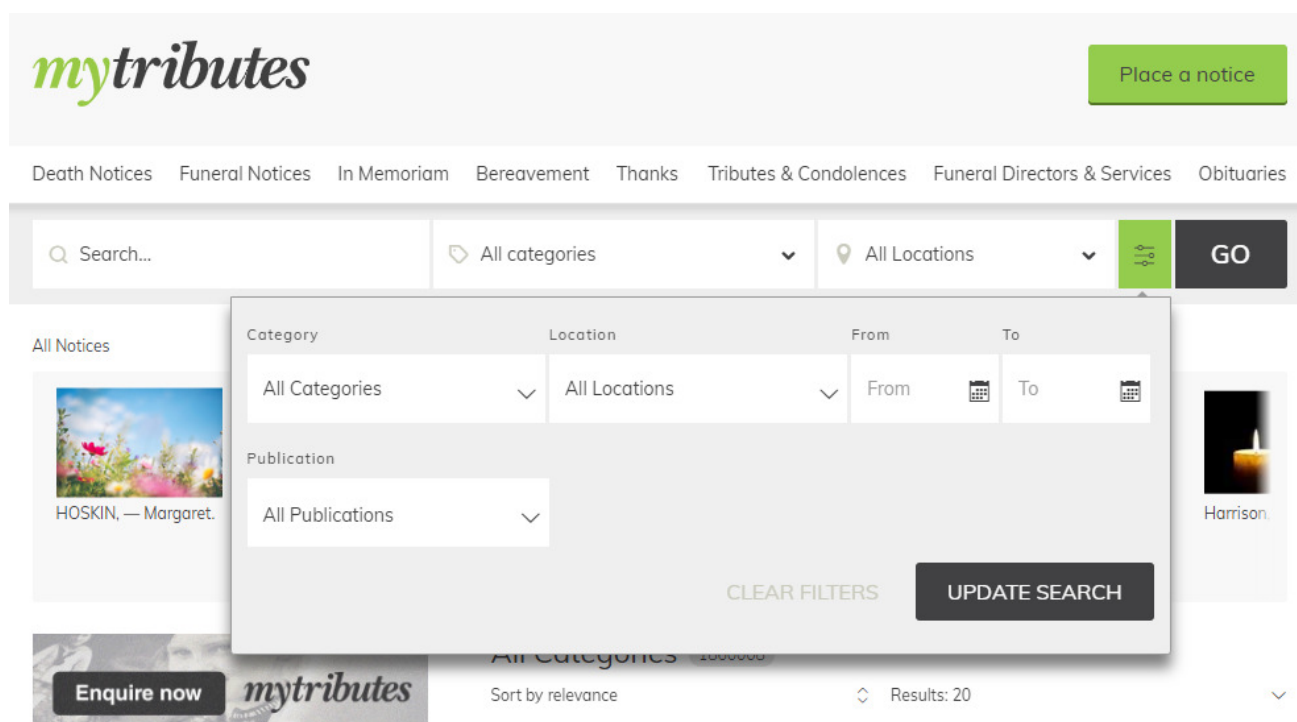 mytributes
Place a notice
Death Notices Funeral Notices In Memoriam Bereavement Thanks Tributes & Condolences Funeral Directors & Services Obituaries
Search... All categories All Locations GO
All Notices
Category Location From To
All Categories All Locations From To
Publication
All Publications
HOSKIN, — Margaret.
Harrison,
CLEAR FILTERS UPDATE SEARCH
All Categories
Enquire now mytributes
Sort by relevance Results: 20